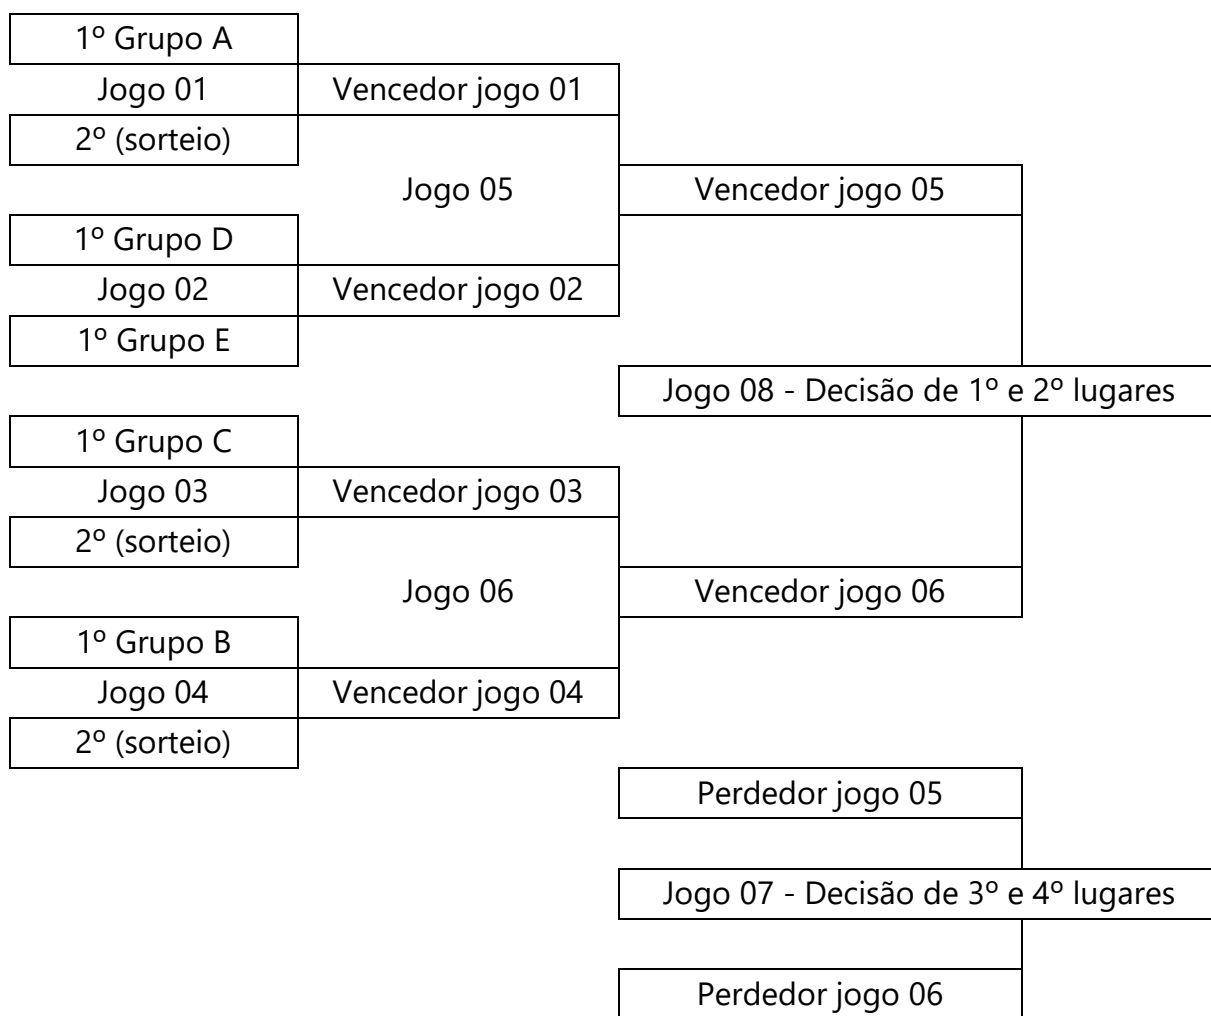 1º Grupo A
Jogo 01 Vencedor jogo 01
2º (sorteio)
Jogo 05 Vencedor jogo 05
1º Grupo D
Jogo 02 Vencedor jogo 02
1º Grupo E
Jogo 08 - Decisão de 1º e 2º lugares
1º Grupo C
Jogo 03 Vencedor jogo 03
2º (sorteio)
Jogo 06 Vencedor jogo 06
1º Grupo B
Jogo 04 Vencedor jogo 04
2º (sorteio)
Perdedor jogo 05
Jogo 07 - Decisão de 3º e 4º lugares
Perdedor jogo 06